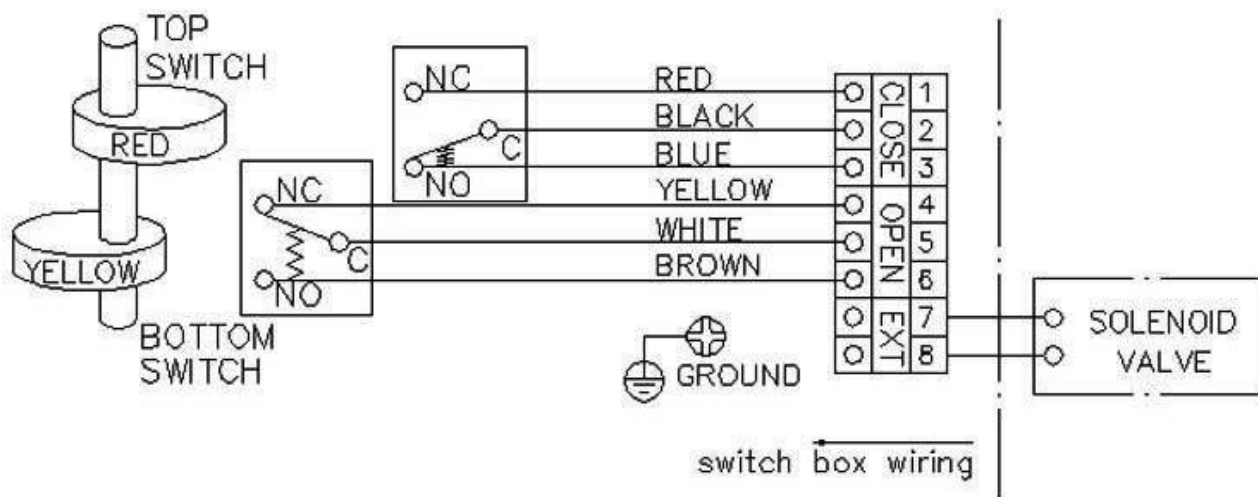 TOP
SWITCH
RED
YELLOW
BOTTOM
SWITCH
NC
C
NO
NC
C
NO
RED
BLACK
BLUE
YELLOW
WHITE
BROWN
GROUND
CLOSE
OPEN
EXT
1
2
3
4
5
6
7
8
SOLENOID
VALVE
switch box wiring